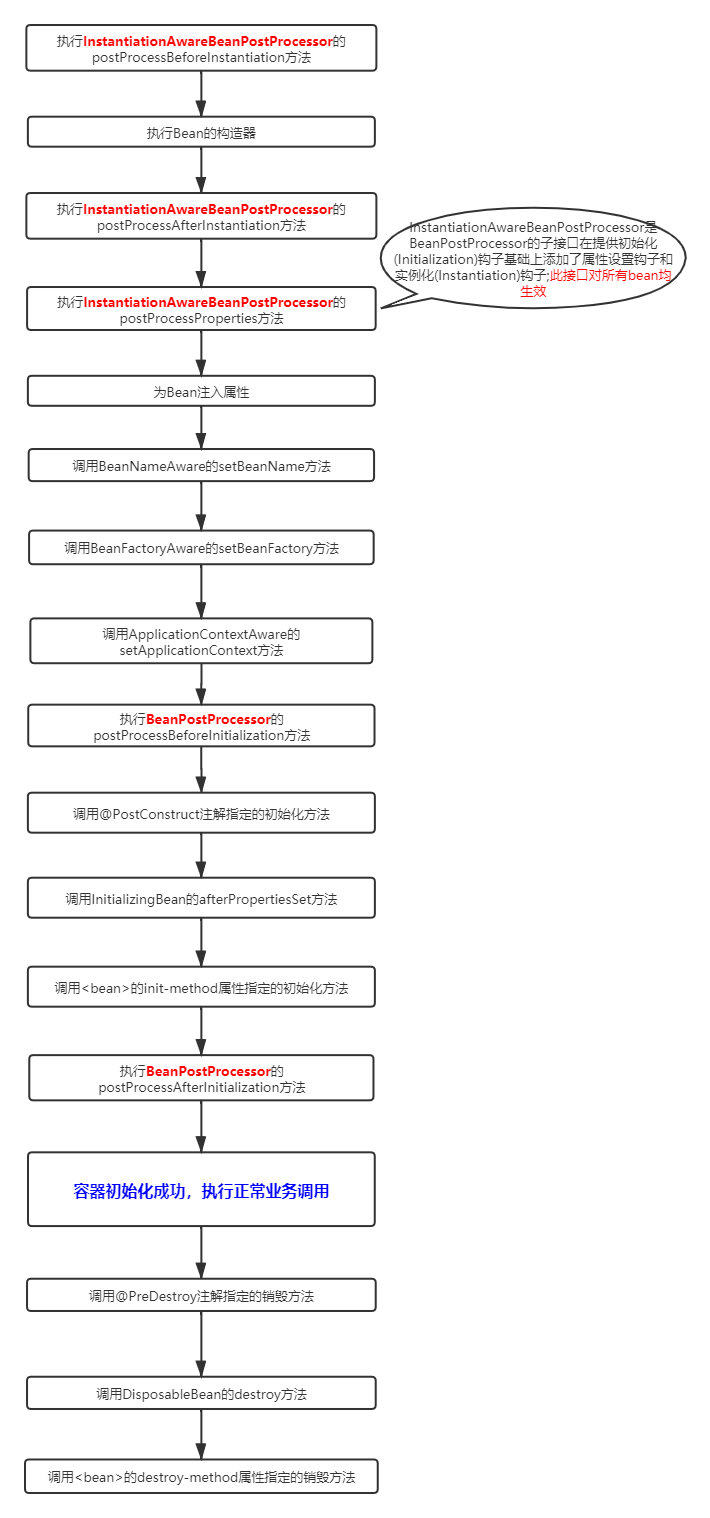 执行InstantiationAwareBeanPostProcessor的
postProcessBeforeInstantiation方法
执行Bean的构造器
执行InstantiationAwareBeanPostProcessor的
postProcessAfterInstantiation方法
InstantiationAwareBeanPostProcessor是
BeanPostProcessor的子接口在提供初始化
(Initialization)钩子基础上添加了属性设置钩子和
实例化(Instantiation)钩子;此接口对所有bean均
生效
执行InstantiationAwareBeanPostProcessor的
postProcessProperties方法
为Bean注入属性
调用BeanNameAware的setBeanName方法
调用BeanFactoryAware的setBeanFactory方法
调用ApplicationContextAware的
setApplicationContext方法
执行BeanPostProcessor的
postProcessBeforeInitialization方法
调用@PostConstruct注解指定的初始化方法
调用InitializingBean的afterPropertiesSet方法
调用<bean>的init-method属性指定的初始化方法
执行BeanPostProcessor的
postProcessAfterInitialization方法
容器初始化成功，执行正常业务调用
调用@PreDestroy注解指定的销毁方法
调用DisposableBean的destroy方法
调用<bean>的destroy-method属性指定的销毁方法